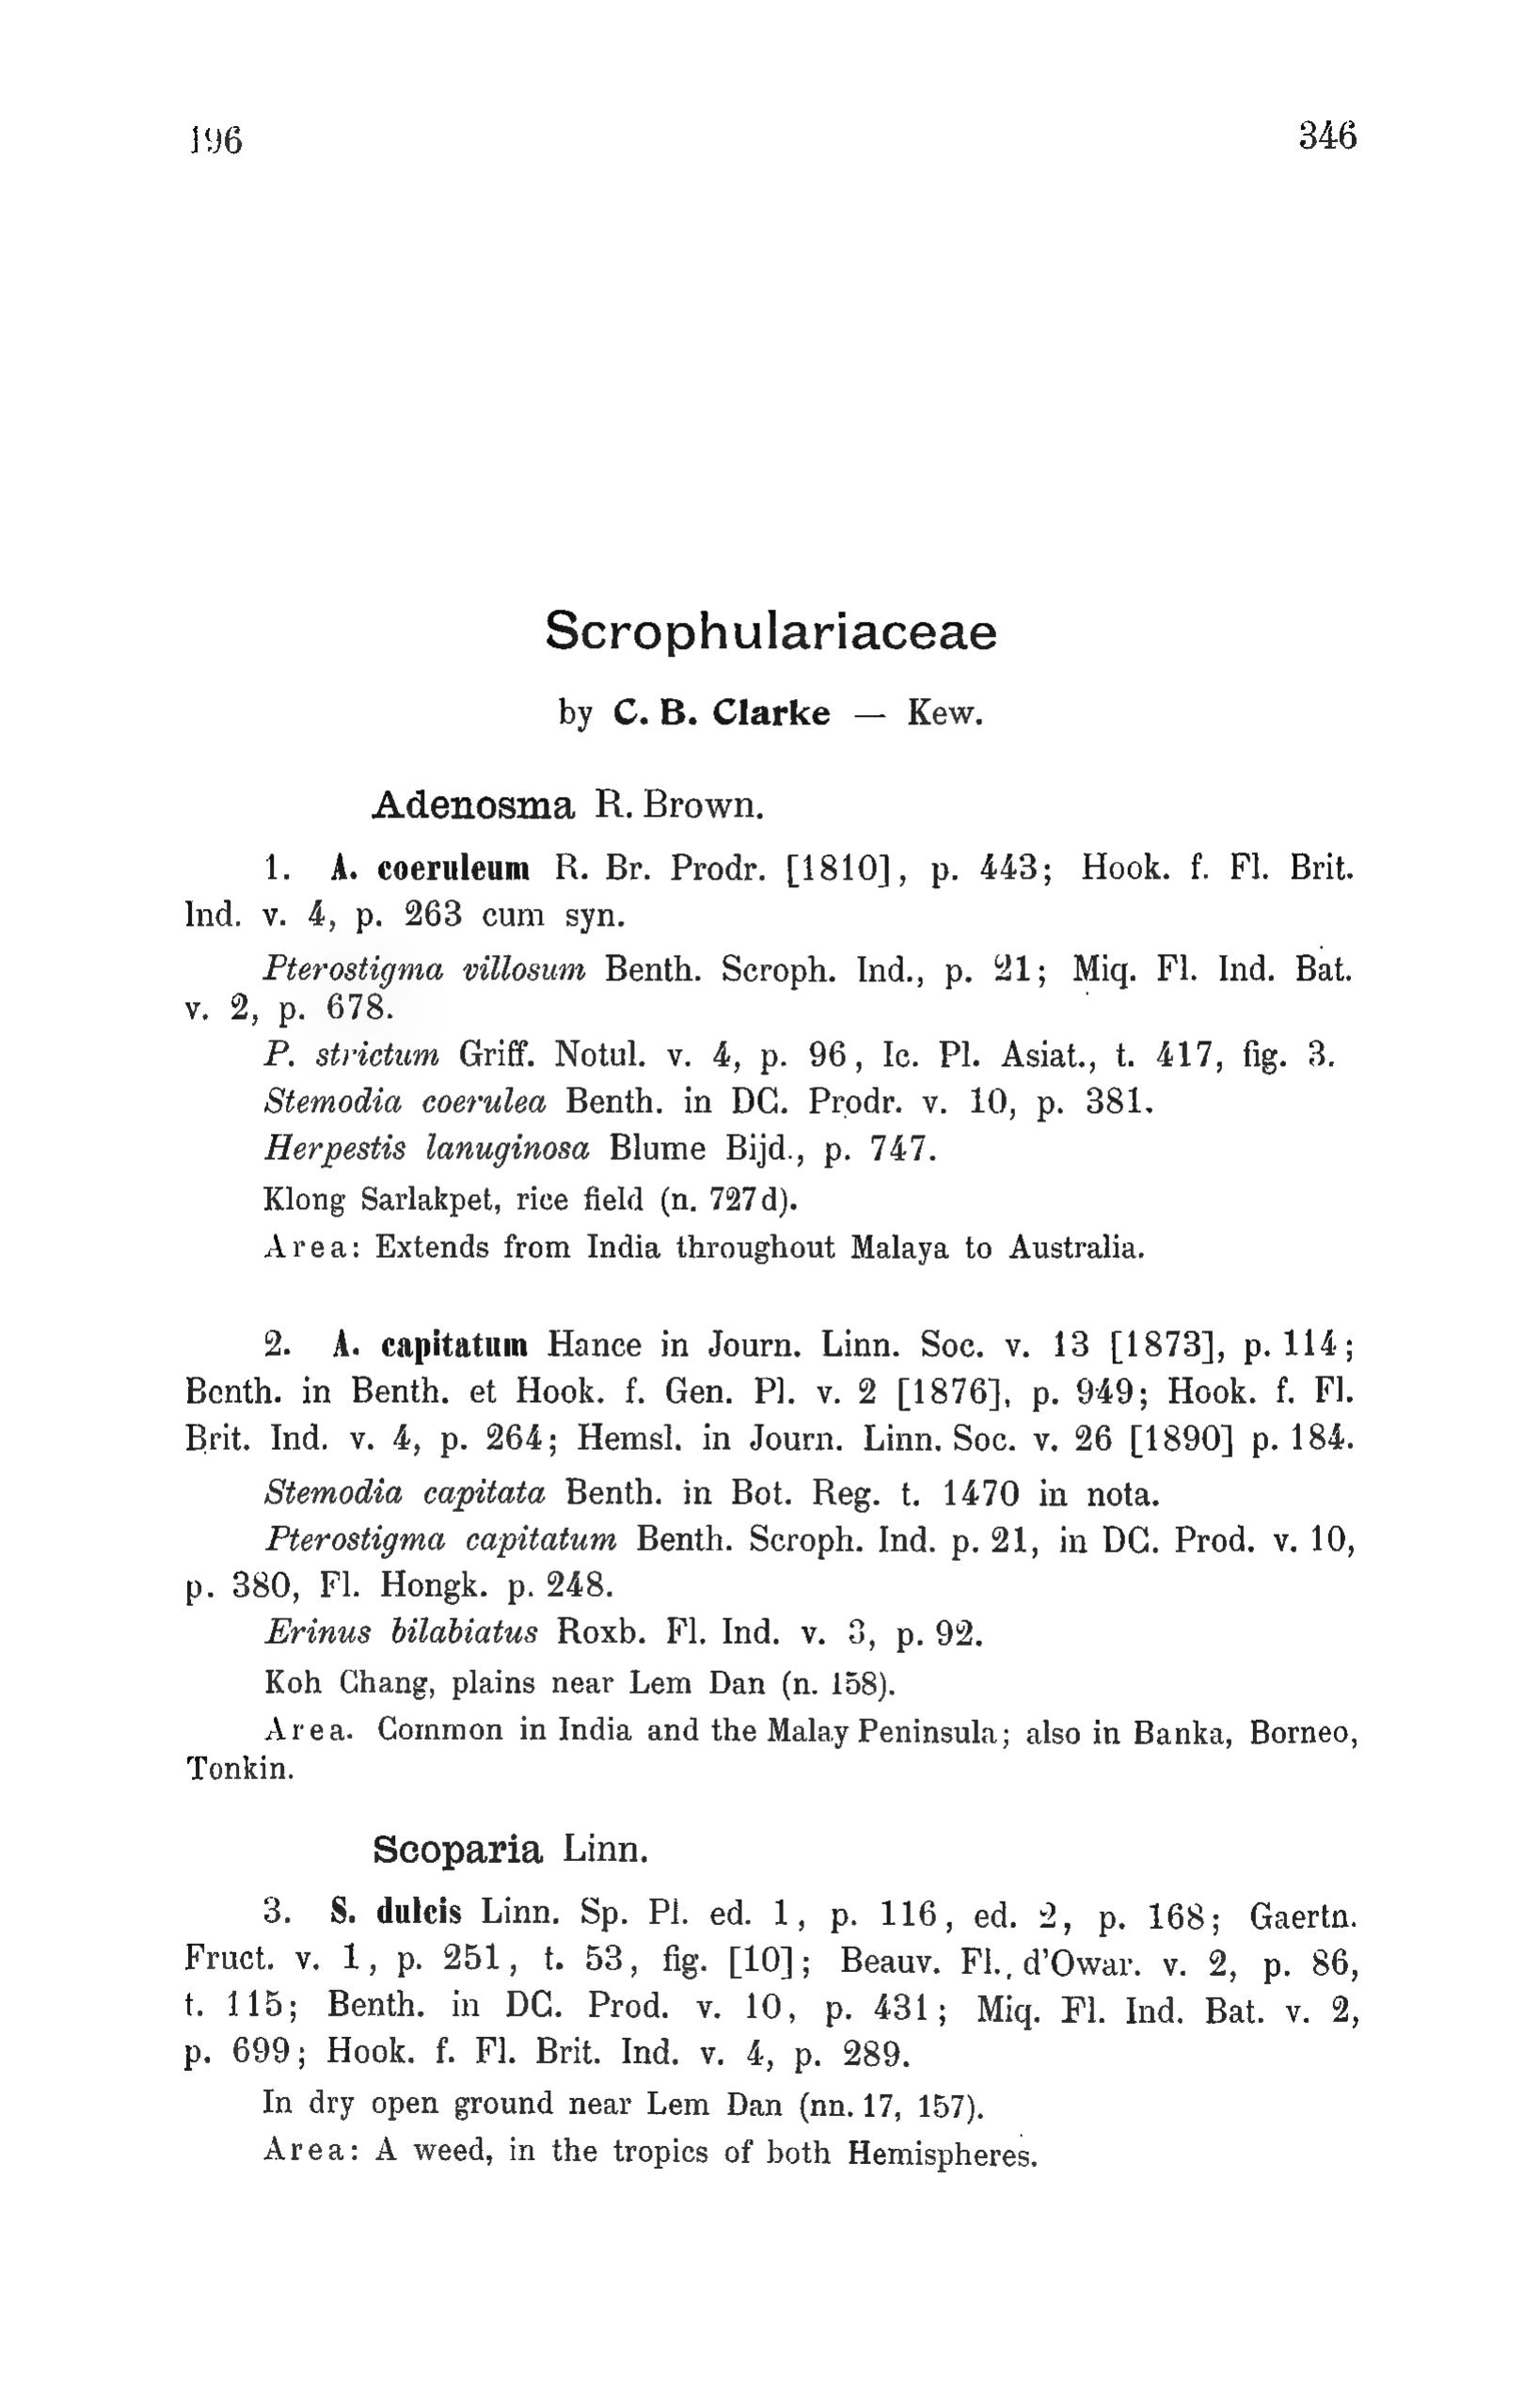 196 346
Scrophulariaceae
by C. B. Clarke — Kew.
Adenosma R. Brown.
1. A. coeruleum R. Br. Prodr. [1810], p. 443; Hook. f. Fl. Brit.
Ind. v. 4, p. 263 cum syn.
Pterostigma villosum Benth. Scroph. Ind., p. 21; Miq. Fl. Ind. Bat.
v. 2, p. 678.
P. strictum Griff. Notul. v. 4, p. 96, Ic. Pl. Asiat., t. 417, fig. 3.
Stemodia coerulea Benth. in DC. Prodr. v. 10, p. 381.
Herpestis lanuginosa Blume Bijd., p. 747.
Klong Sarlakpet, rice field (n. 727d).
Area: Extends from India throughout Malaya to Australia.
2. A. capitatum Hance in Journ. Linn. Soc. v. 13 [1873], p. 114;
Benth. in Benth. et Hook. f. Gen. Pl. v. 2 [1876], p. 949; Hook. f. Fl.
Brit. Ind. v. 4, p. 264; Hemsl. in Journ. Linn. Soc. v. 26 [1890] p. 184.
Stemodia capitata Benth. in Bot. Reg. t. 1470 in nota.
Pterostigma capitatum Benth. Scroph. Ind. p. 21, in DC. Prod. v. 10,
p. 380, Fl. Hongk. p. 248.
Erinus bilabiatus Roxb. Fl. Ind. v. 3, p. 92.
Koh Chang, plains near Lem Dan (n. 158).
Area. Common in India and the Malay Peninsula; also in Banka, Borneo,
Tonkin.
Scoparia Linn.
3. S. dulcis Linn. Sp. Pl. ed. 1, p. 116, ed. 2, p. 168; Gaertn.
Fruct. v. 1, p. 251, t. 53, fig. [10]; Beauv. Fl., d'Owar. v. 2, p. 86,
t. 115; Benth. in DC. Prod. v. 10, p. 431; Miq. Fl. Ind. Bat. v. 2,
p. 699; Hook. f. Fl. Brit. Ind. v. 4, p. 289.
In dry open ground near Lem Dan (nn. 17, 157).
Area: A weed, in the tropics of both Hemispheres.